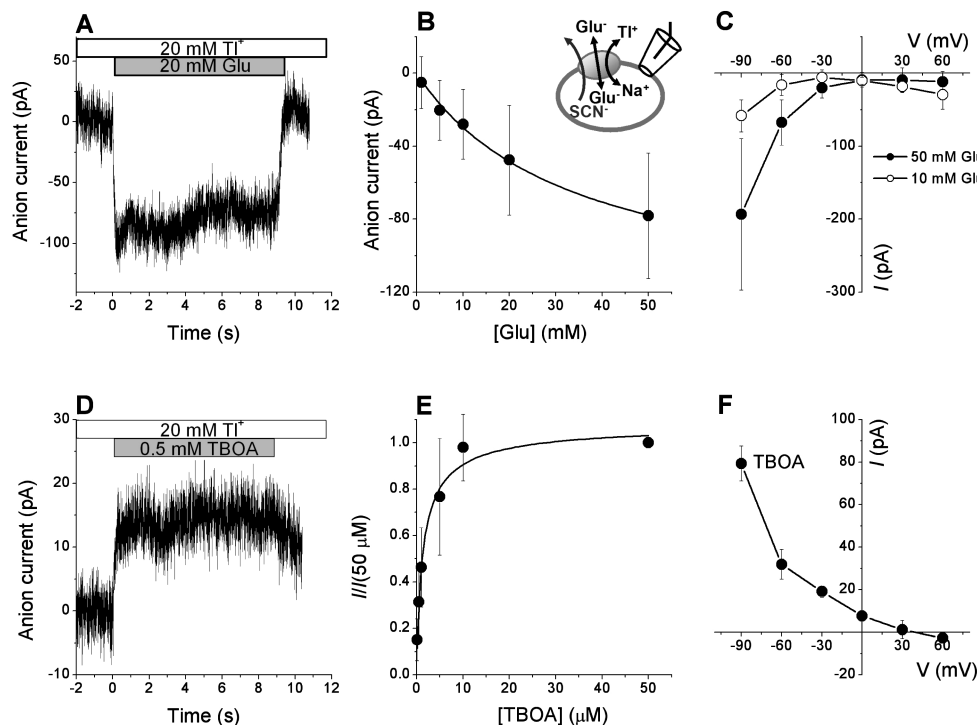 A
20 mM Tl⁺
20 mM Glu
50
0
-50
-100
Anion current (pA)
-2 0 2 4 6 8 10 12
Time (s)
B
Glu⁻
Tl⁺
Glu⁻
Na⁺
SCN⁻
0
-40
-80
-120
Anion current (pA)
0 10 20 30 40 50
[Glu] (mM)
C
V (mV)
-90 -60 -30 0 30 60
50 mM Glu
10 mM Glu
-100
-200
-300
I (pA)
D
20 mM Tl⁺
0.5 mM TBOA
30
20
10
0
-10
Anion current (pA)
-2 0 2 4 6 8 10 12
Time (s)
E
1.0
0.8
0.6
0.4
0.2
0.0
I/I(50 μM)
0 10 20 30 40 50
[TBOA] (μM)
F
100
80
60
40
20
-20
I (pA)
TBOA
-90 -60 -30 0 30 60
V (mV)